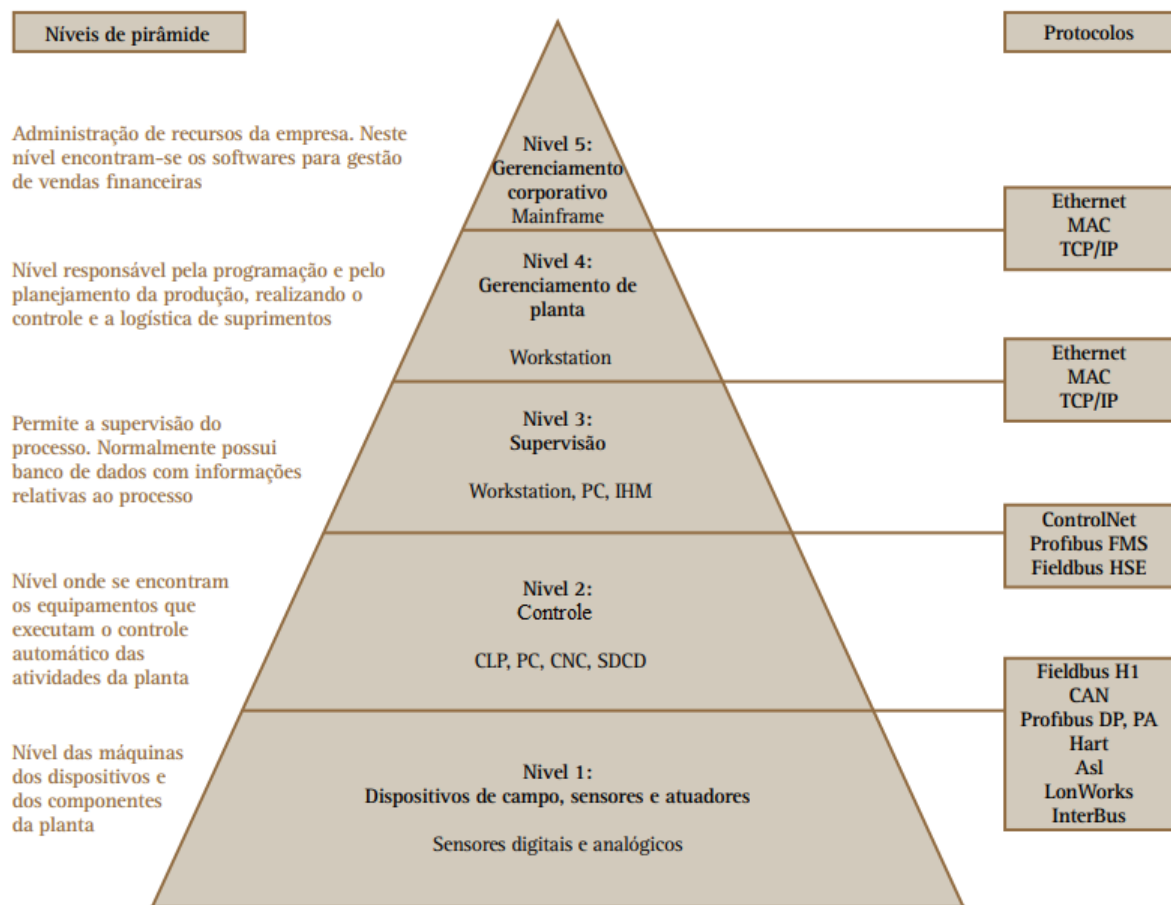 Níveis de pirâmide
Protocolos
Administração de recursos da empresa. Neste
nível encontram-se os softwares para gestão
de vendas financeiras
Nivel 5:
Gerenciamento
corporativo
Mainframe
Ethernet
MAC
TCP/IP
Nível responsável pela programação e pelo
planejamento da produção, realizando o
controle e a logística de suprimentos
Nível 4:
Gerenciamento de
planta
Workstation
Ethernet
MAC
TCP/IP
Permite a supervisão do
processo. Normalmente possui
banco de dados com informações
relativas ao processo
Nivel 3:
Supervisão
Workstation, PC, IHM
ControlNet
Profibus FMS
Fieldbus HSE
Nível onde se encontram
os equipamentos que
executam o controle
automático das
atividades da planta
Nivel 2:
Controle
CLP, PC, CNC, SDCD
Fieldbus H1
CAN
Profibus DP, PA
Hart
Asl
LonWorks
InterBus
Nível das máquinas
dos dispositivos e
dos componentes
da planta
Nivel 1:
Dispositivos de campo, sensores e atuadores
Sensores digitais e analógicos